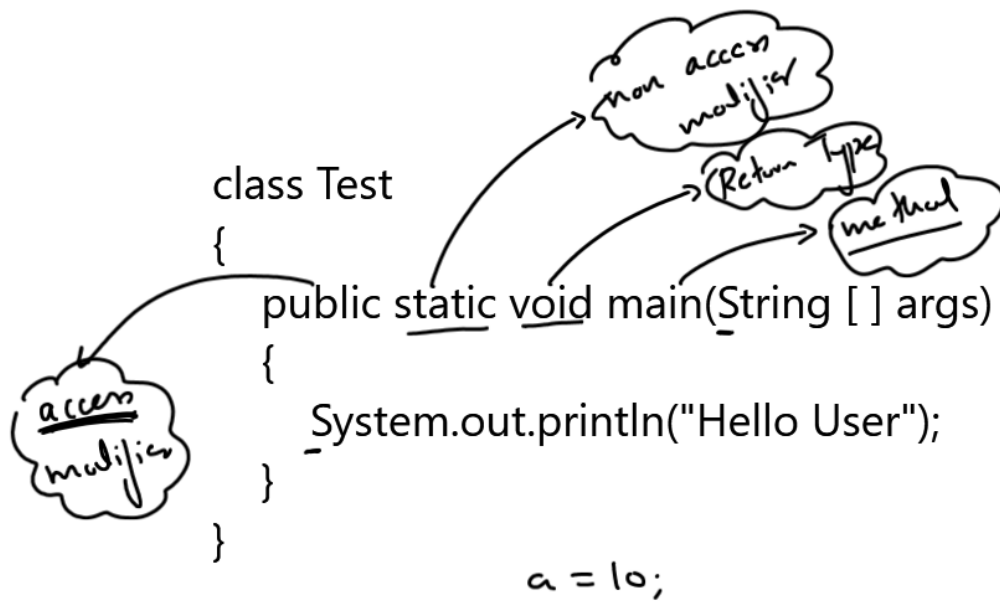 non access
modifier
Return Type
method
class Test
{
public static void main(String [ ] args)
{
access
modifier
System.out.println("Hello User");
}
}
a = 10;